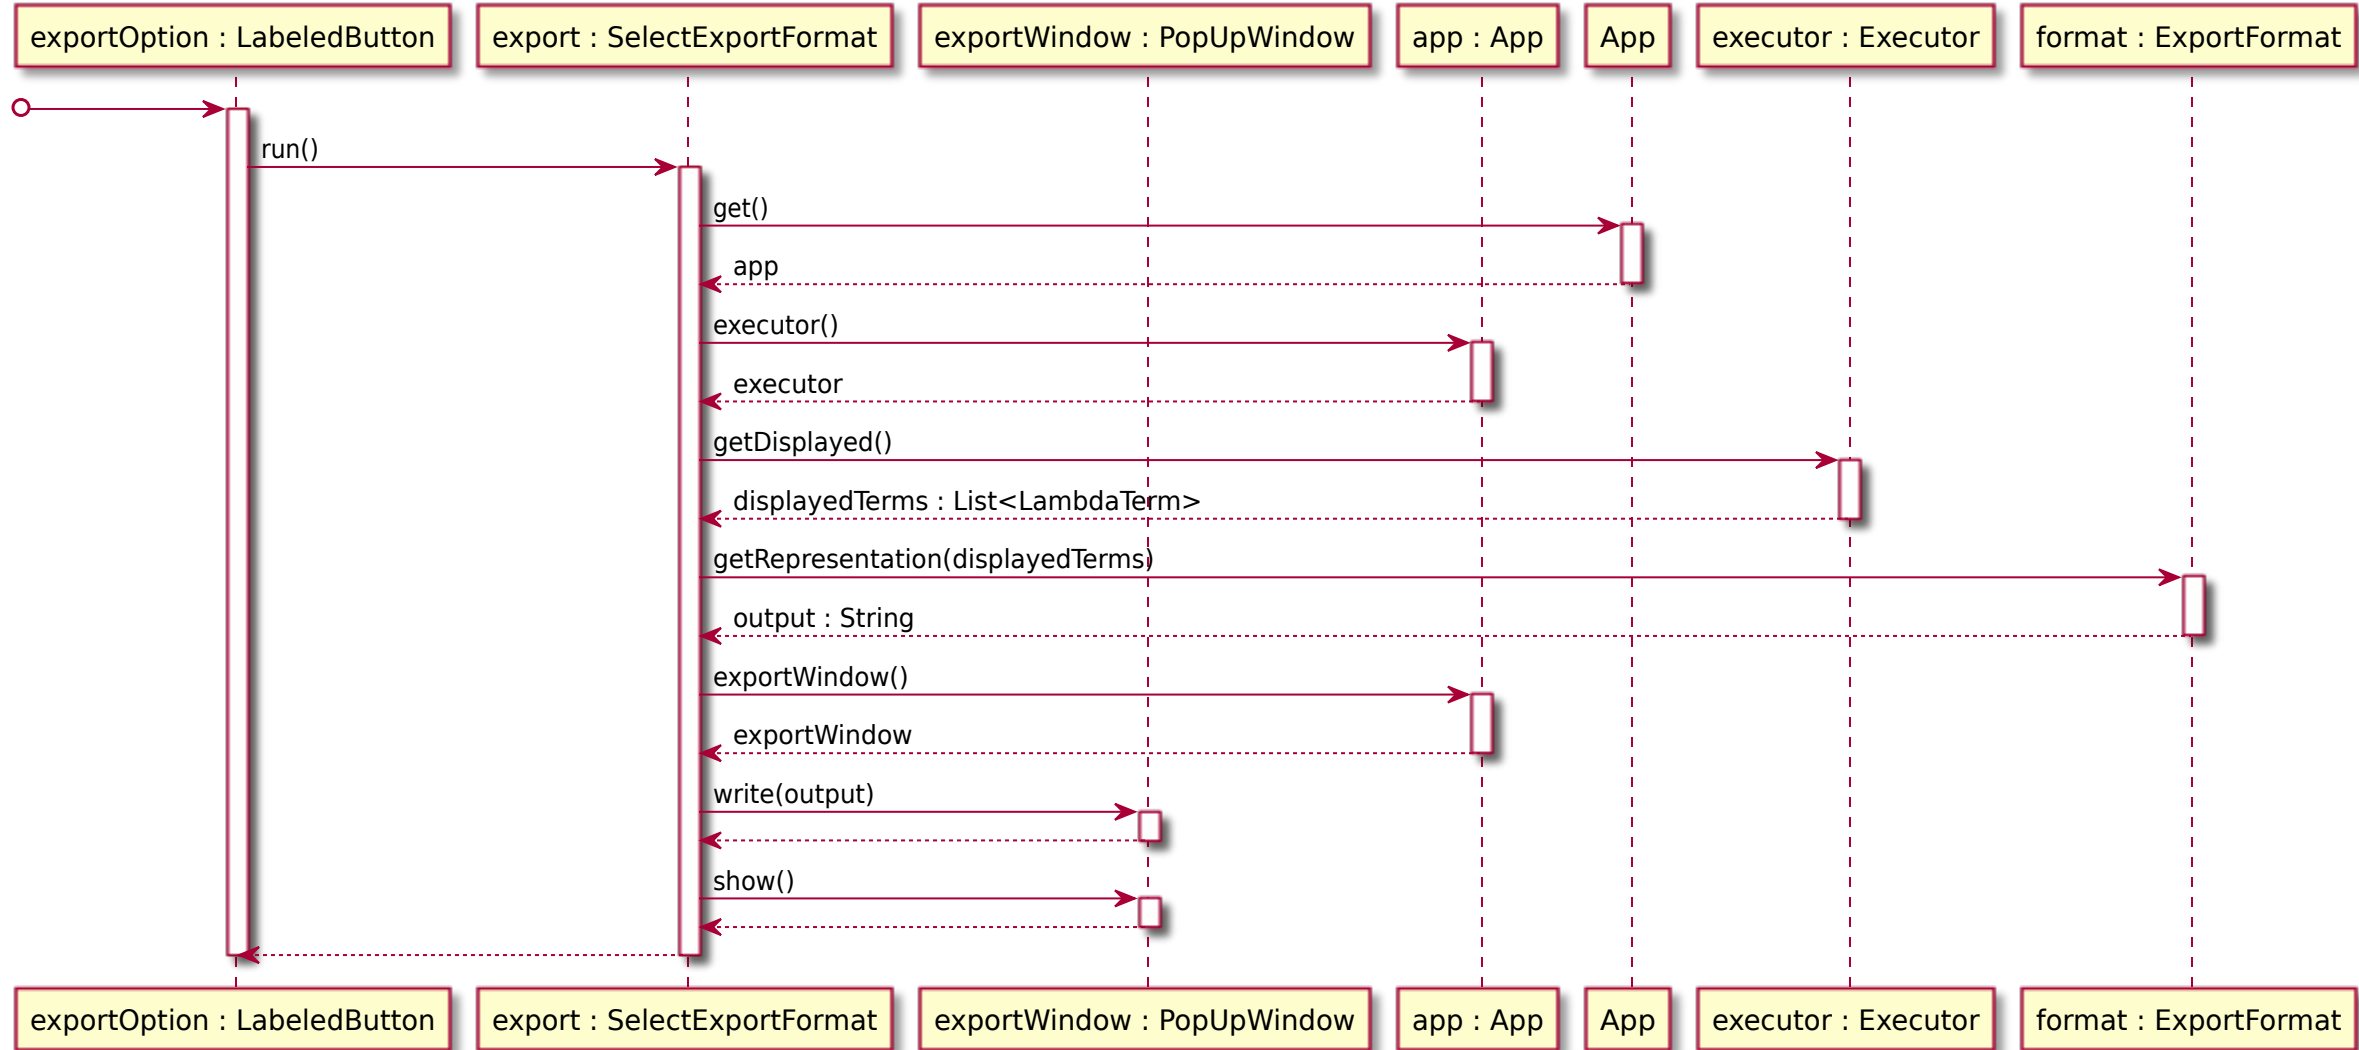 exportOption : LabeledButton
export : SelectExportFormat
exportWindow : PopUpWindow
app : App
App
executor : Executor
format : ExportFormat
run()
get()
app
executor()
executor
getDisplayed()
displayedTerms : List<LambdaTerm>
getRepresentation(displayedTerms)
output : String
exportWindow()
exportWindow
write(output)
show()
exportOption : LabeledButton
export : SelectExportFormat
exportWindow : PopUpWindow
app : App
App
executor : Executor
format : ExportFormat